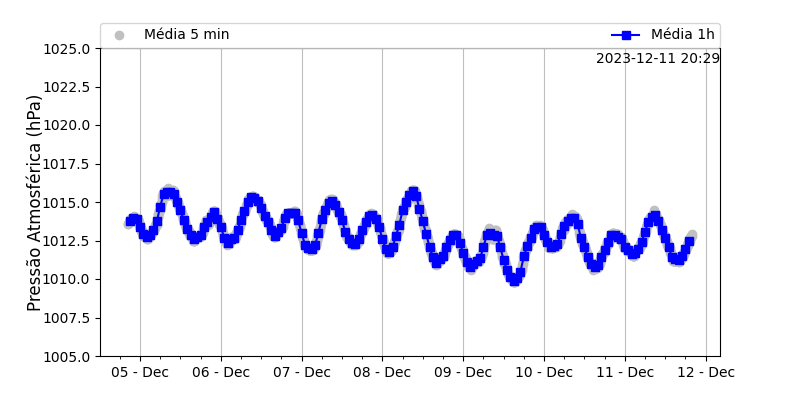 Média 5 min
Média 1h
2023-12-11 20:29
Pressão Atmosférica (hPa)
1025.0
1022.5
1020.0
1017.5
1015.0
1012.5
1010.0
1007.5
1005.0
05 - Dec
06 - Dec
07 - Dec
08 - Dec
09 - Dec
10 - Dec
11 - Dec
12 - Dec